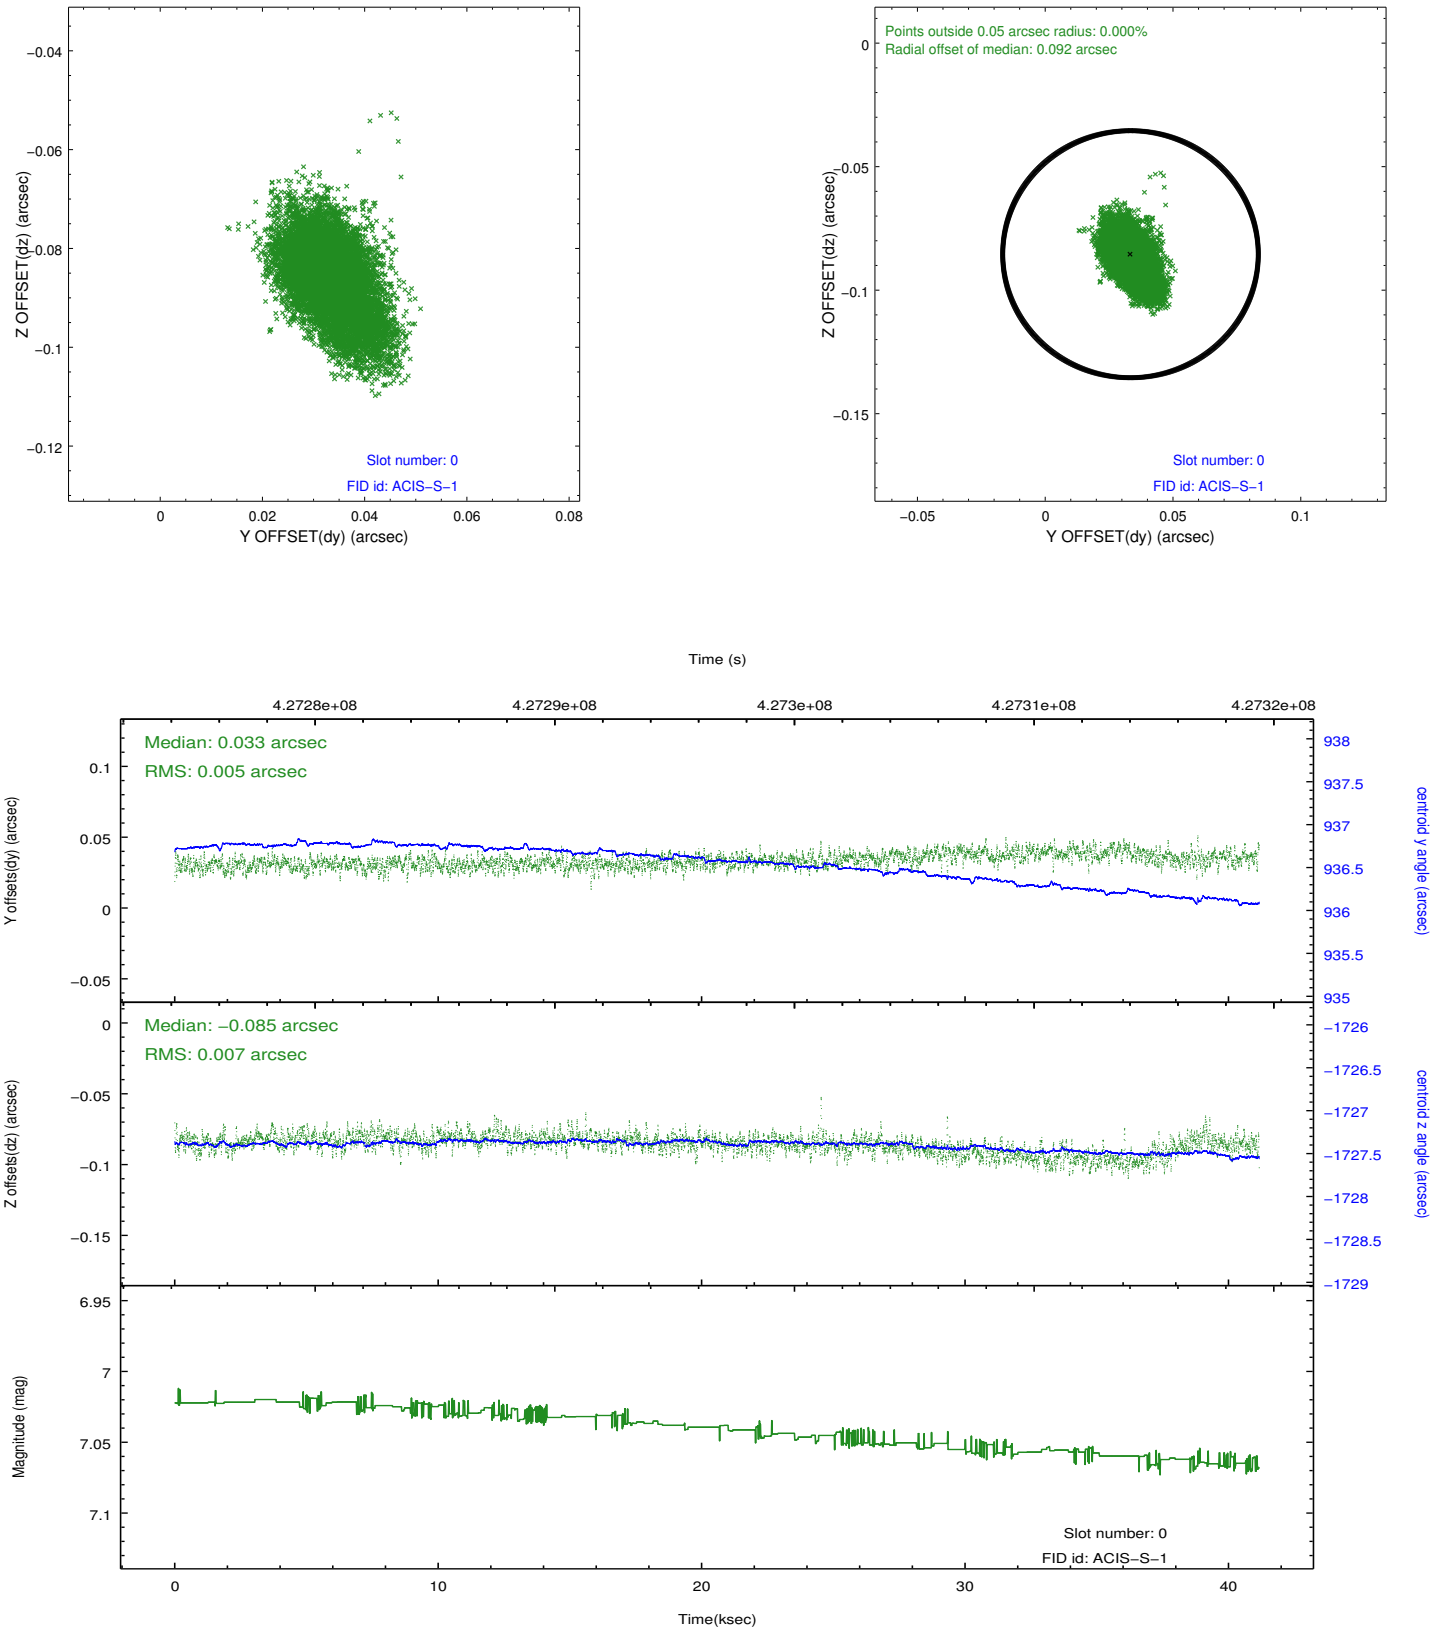 −0.04
−0.06
−0.08
−0.1
−0.12
Z OFFSET(dz) (arcsec)
Slot number: 0
FID id: ACIS−S−1
0
0.02
0.04
0.06
0.08
Y OFFSET(dy) (arcsec)
Points outside 0.05 arcsec radius: 0.000%
Radial offset of median: 0.092 arcsec
0
−0.05
−0.1
−0.15
Z OFFSET(dz) (arcsec)
Slot number: 0
FID id: ACIS−S−1
−0.05
0
0.05
0.1
Y OFFSET(dy) (arcsec)
Time (s)
4.2728e+08
4.2729e+08
4.273e+08
4.2731e+08
4.2732e+08
Median: 0.033 arcsec
RMS: 0.005 arcsec
0.1
0.05
0
−0.05
Y offsets(dy) (arcsec)
938
937.5
937
936.5
936
935.5
935
centroid y angle (arcsec)
Median: −0.085 arcsec
RMS: 0.007 arcsec
0
−0.05
−0.1
−0.15
Z offsets(dz) (arcsec)
−1726
−1726.5
−1727
−1727.5
−1728
−1728.5
−1729
centroid z angle (arcsec)
6.95
7
7.05
7.1
Magnitude (mag)
Slot number: 0
FID id: ACIS−S−1
0
10
20
30
40
Time(ksec)